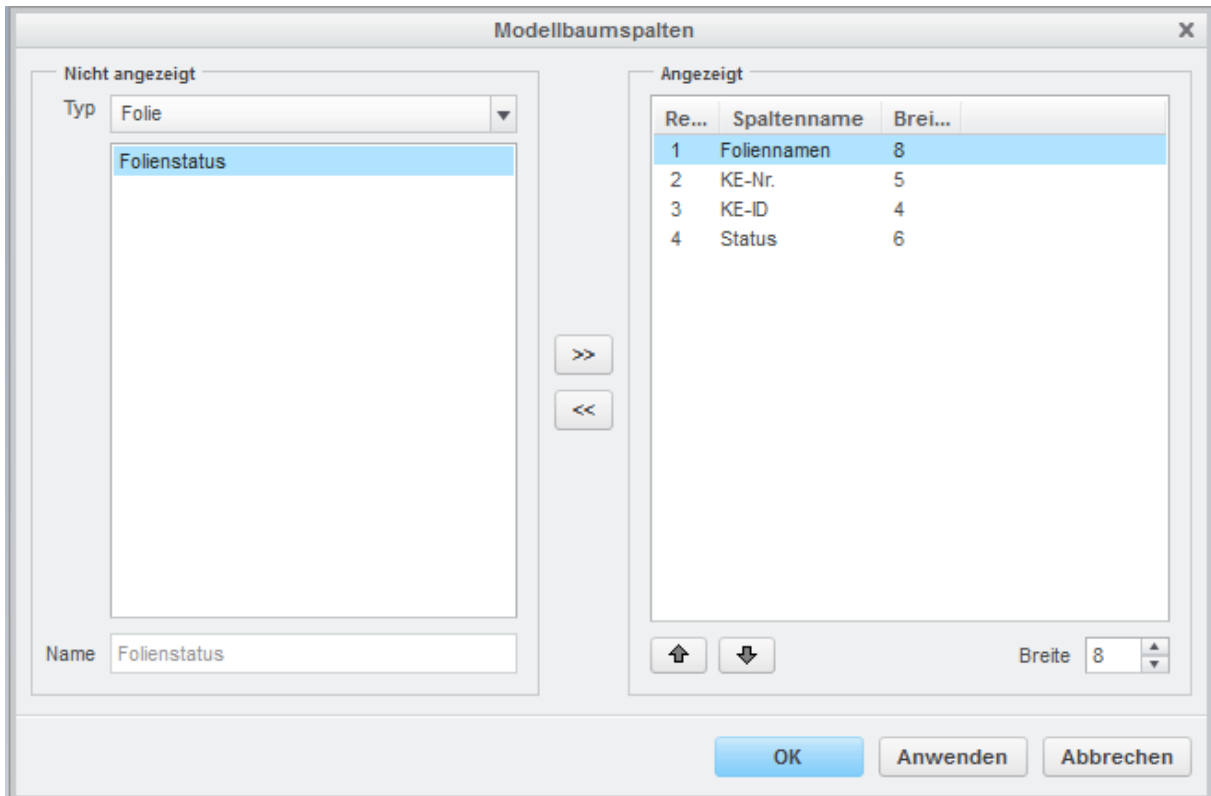 Modellbaumspalten X
Nicht angezeigt
Typ Folie
Folienstatus
Name Folienstatus
>>
<<
Angezeigt
Re... Spaltenname Brei...
1 Foliennamen 8
2 KE-Nr. 5
3 KE-ID 4
4 Status 6
Breite 8
OK Anwenden Abbrechen